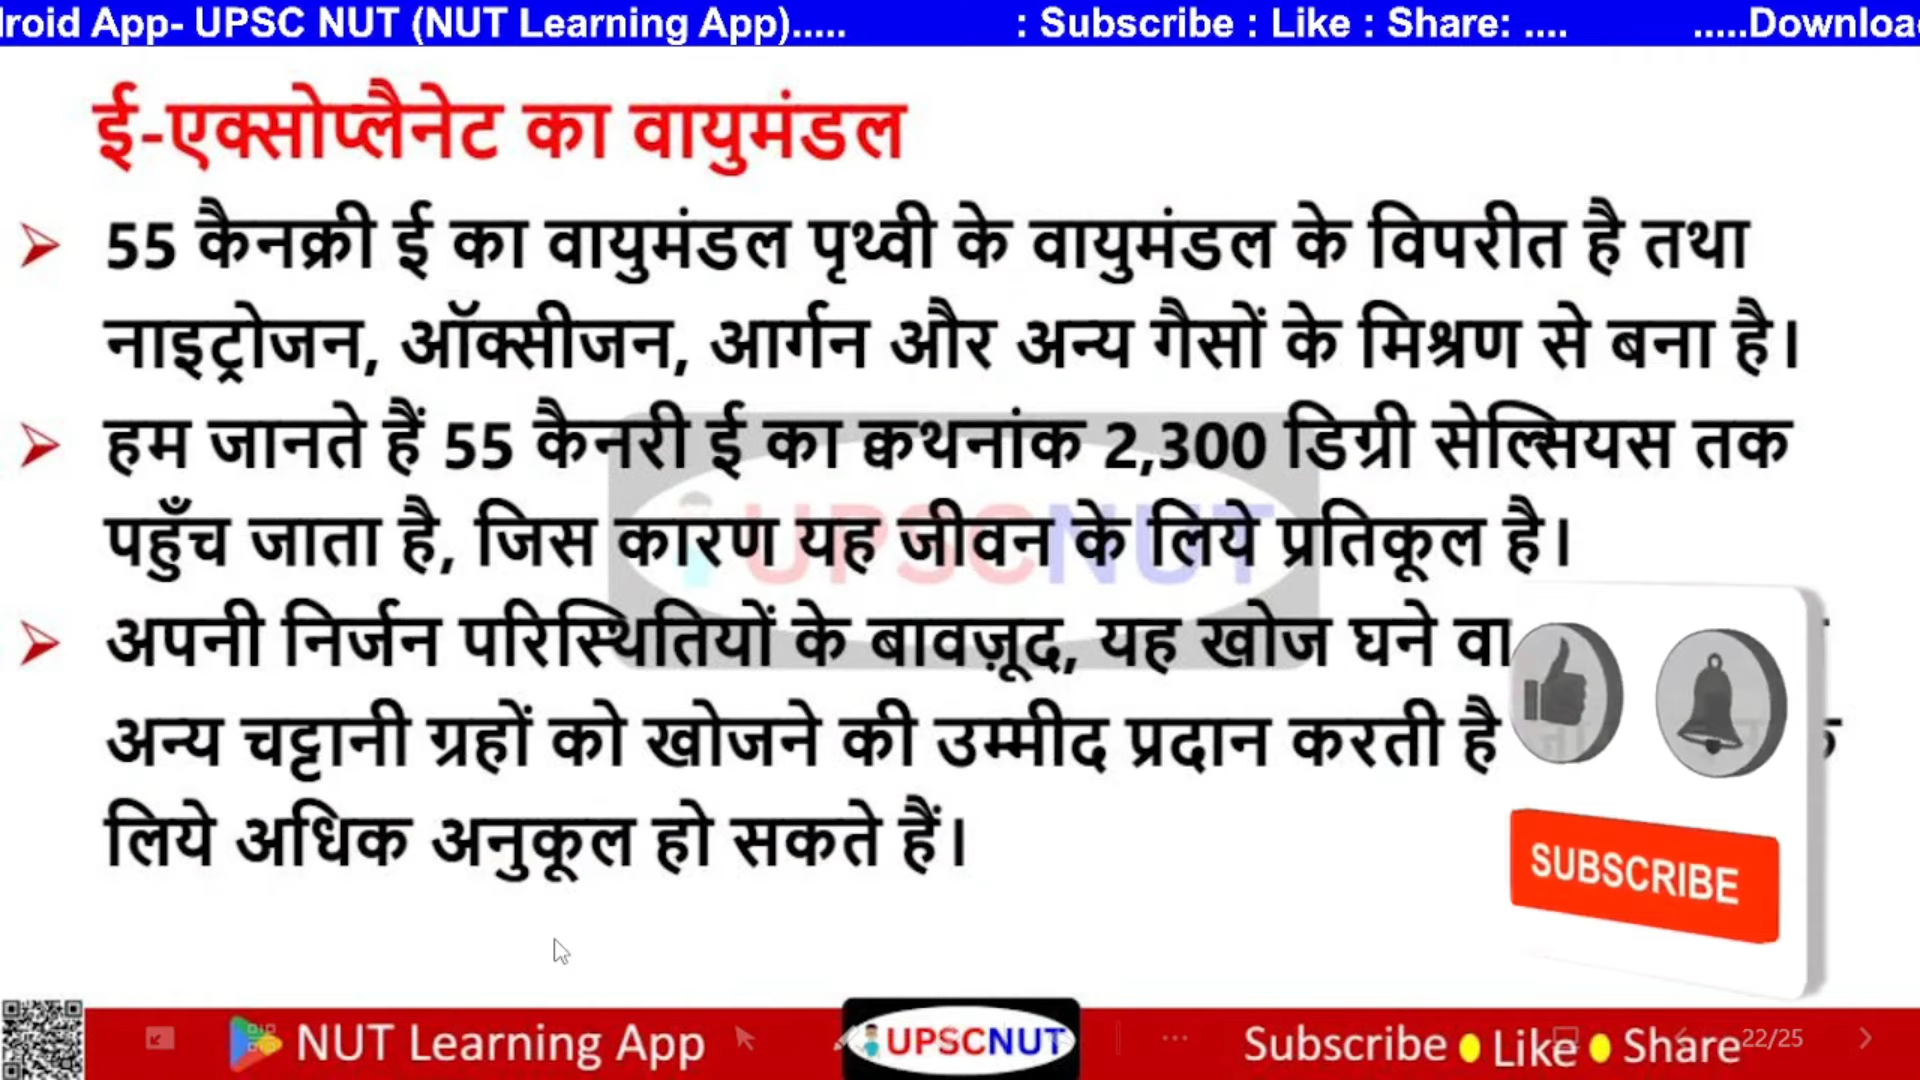 roid App- UPSC NUT (NUT Learning App)..... : Subscribe : Like : Share: .... .....Downloa
ई-एक्सोप्लैनेट का वायुमंडल
➢ 55 कैनक्री ई का वायुमंडल पृथ्वी के वायुमंडल के विपरीत है तथा
नाइट्रोजन, ऑक्सीजन, आर्गन और अन्य गैसों के मिश्रण से बना है।
➢ हम जानते हैं 55 कैनरी ई का क्वथनांक 2,300 डिग्री सेल्सियस तक
पहुँच जाता है, जिस कारण यह जीवन के लिये प्रतिकूल है।
UPSCNUT
➢ अपनी निर्जन परिस्थितियों के बावज़ूद, यह खोज घने वा
अन्य चट्टानी ग्रहों को खोजने की उम्मीद प्रदान करती है
लिये अधिक अनुकूल हो सकते हैं।
SUBSCRIBE
NUT Learning App
UPSCNUT
Subscribe ● Like ● Share
22/25